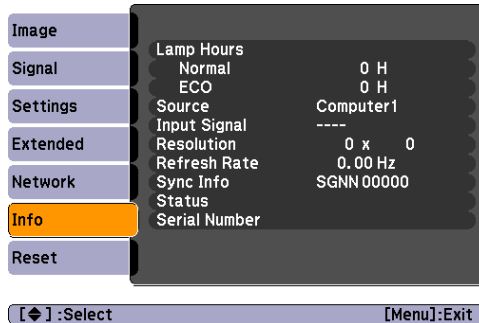 Image
Signal
Settings
Extended
Network
Info
Reset
Lamp Hours
Normal 0 H
ECO 0 H
Source Computer1
Input Signal ----
Resolution 0 x 0
Refresh Rate 0.00 Hz
Sync Info SGNN 00000
Status
Serial Number
[◆] :Select [Menu]:Exit